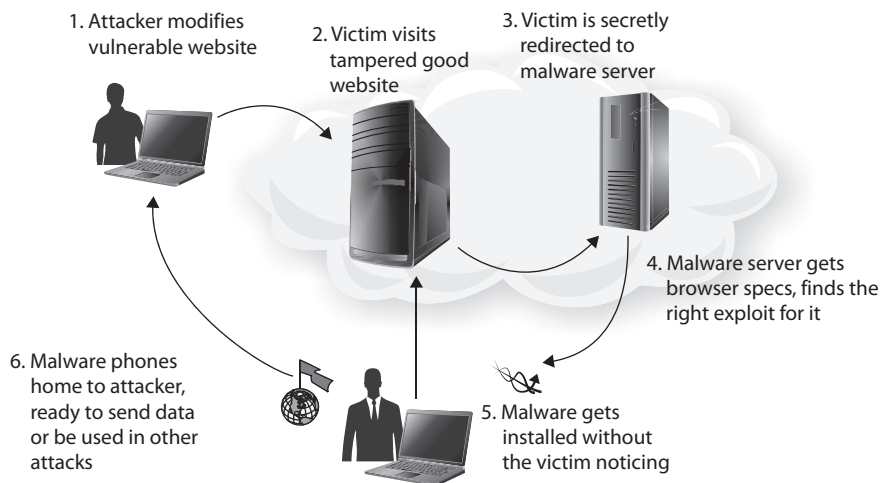 1. Attacker modifies
vulnerable website
2. Victim visits
tampered good
website
3. Victim is secretly
redirected to
malware server
4. Malware server gets
browser specs, finds the
right exploit for it
5. Malware gets
installed without
the victim noticing
6. Malware phones
home to attacker,
ready to send data
or be used in other
attacks